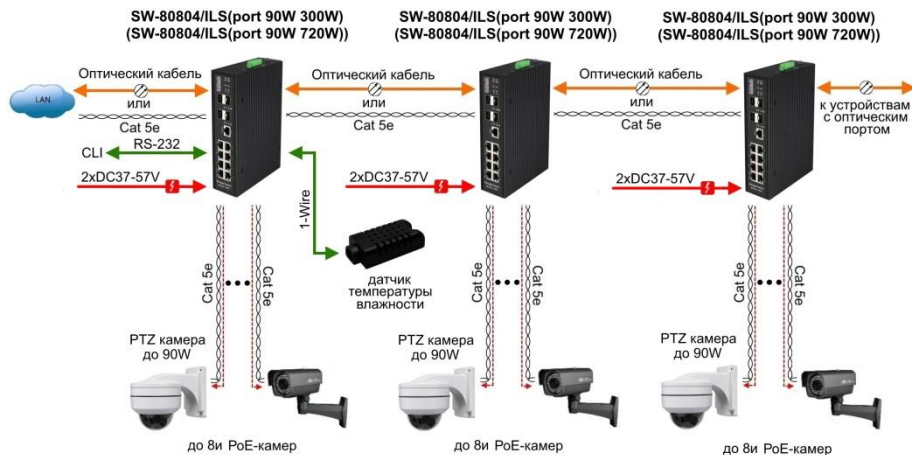 SW-80804/ILS(port 90W 300W)
(SW-80804/ILS(port 90W 720W))
SW-80804/ILS(port 90W 300W)
(SW-80804/ILS(port 90W 720W))
SW-80804/ILS(port 90W 300W)
(SW-80804/ILS(port 90W 720W))
LAN
Оптический кабель
или
Cat 5e
Оптический кабель
или
Cat 5e
Оптический кабель
или
Cat 5e
к устройствам
с оптическим
портом
CLI
RS-232
2xDC37-57V
2xDC37-57V
2xDC37-57V
1-Wire
датчик
температуры
влажности
Cat 5e
Cat 5e
Cat 5e
Cat 5e
Cat 5e
Cat 5e
PTZ камера
до 90W
PTZ камера
до 90W
PTZ камера
до 90W
до 8и PoE-камер
до 8и PoE-камер
до 8и PoE-камер